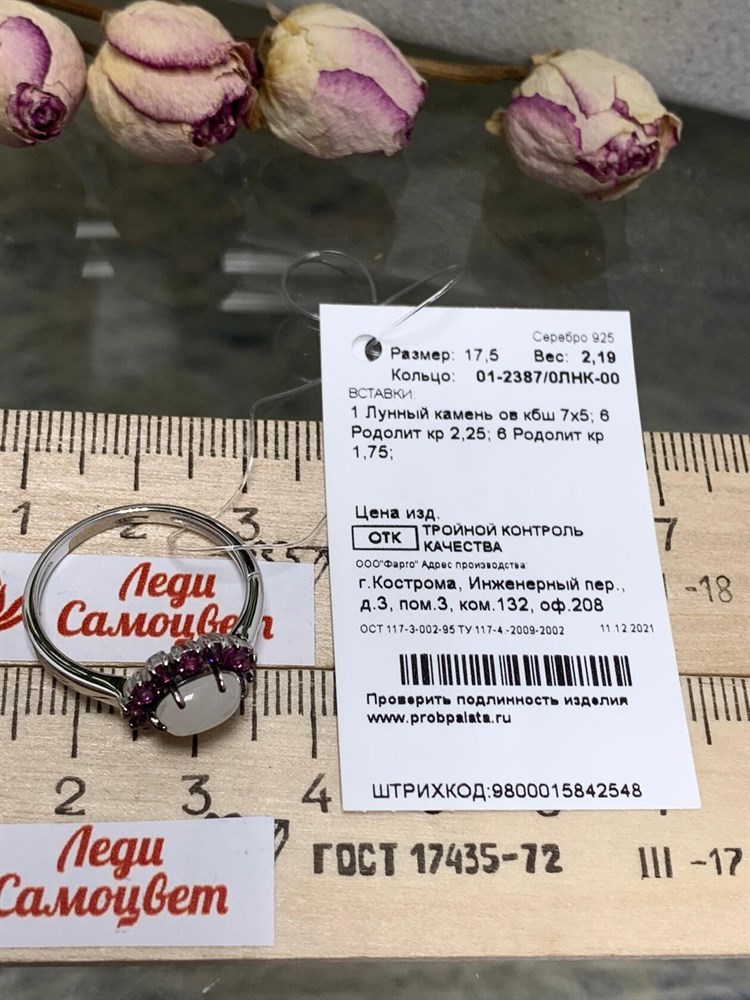 Серебро 925
Размер: 17,5 Вес: 2,19
Кольцо: 01-2387/0ЛНК-00
ВСТАВКИ:
1 Лунный камень ов кбш 7х5; 6
Родолит кр 2,25; 6 Родолит кр
1,75;
Цена изд.
ОТК ТРОЙНОЙ КОНТРОЛЬ
КАЧЕСТВА
ООО"Фарго" Адрес производства:
г.Кострома, Инженерный пер.,
д.3, пом.3, ком.132, оф.208
ОСТ 117-3-002-95 ТУ 117-4.-2009-2002 11.12.2021
Проверить подлинность изделия
www.probpalata.ru
ШТРИХКОД:9800015842548
1 2 3 7
-18
Леди
Самоцвет
2 3 4
Леди
Самоцвет
ГОСТ 17435-72 III -17